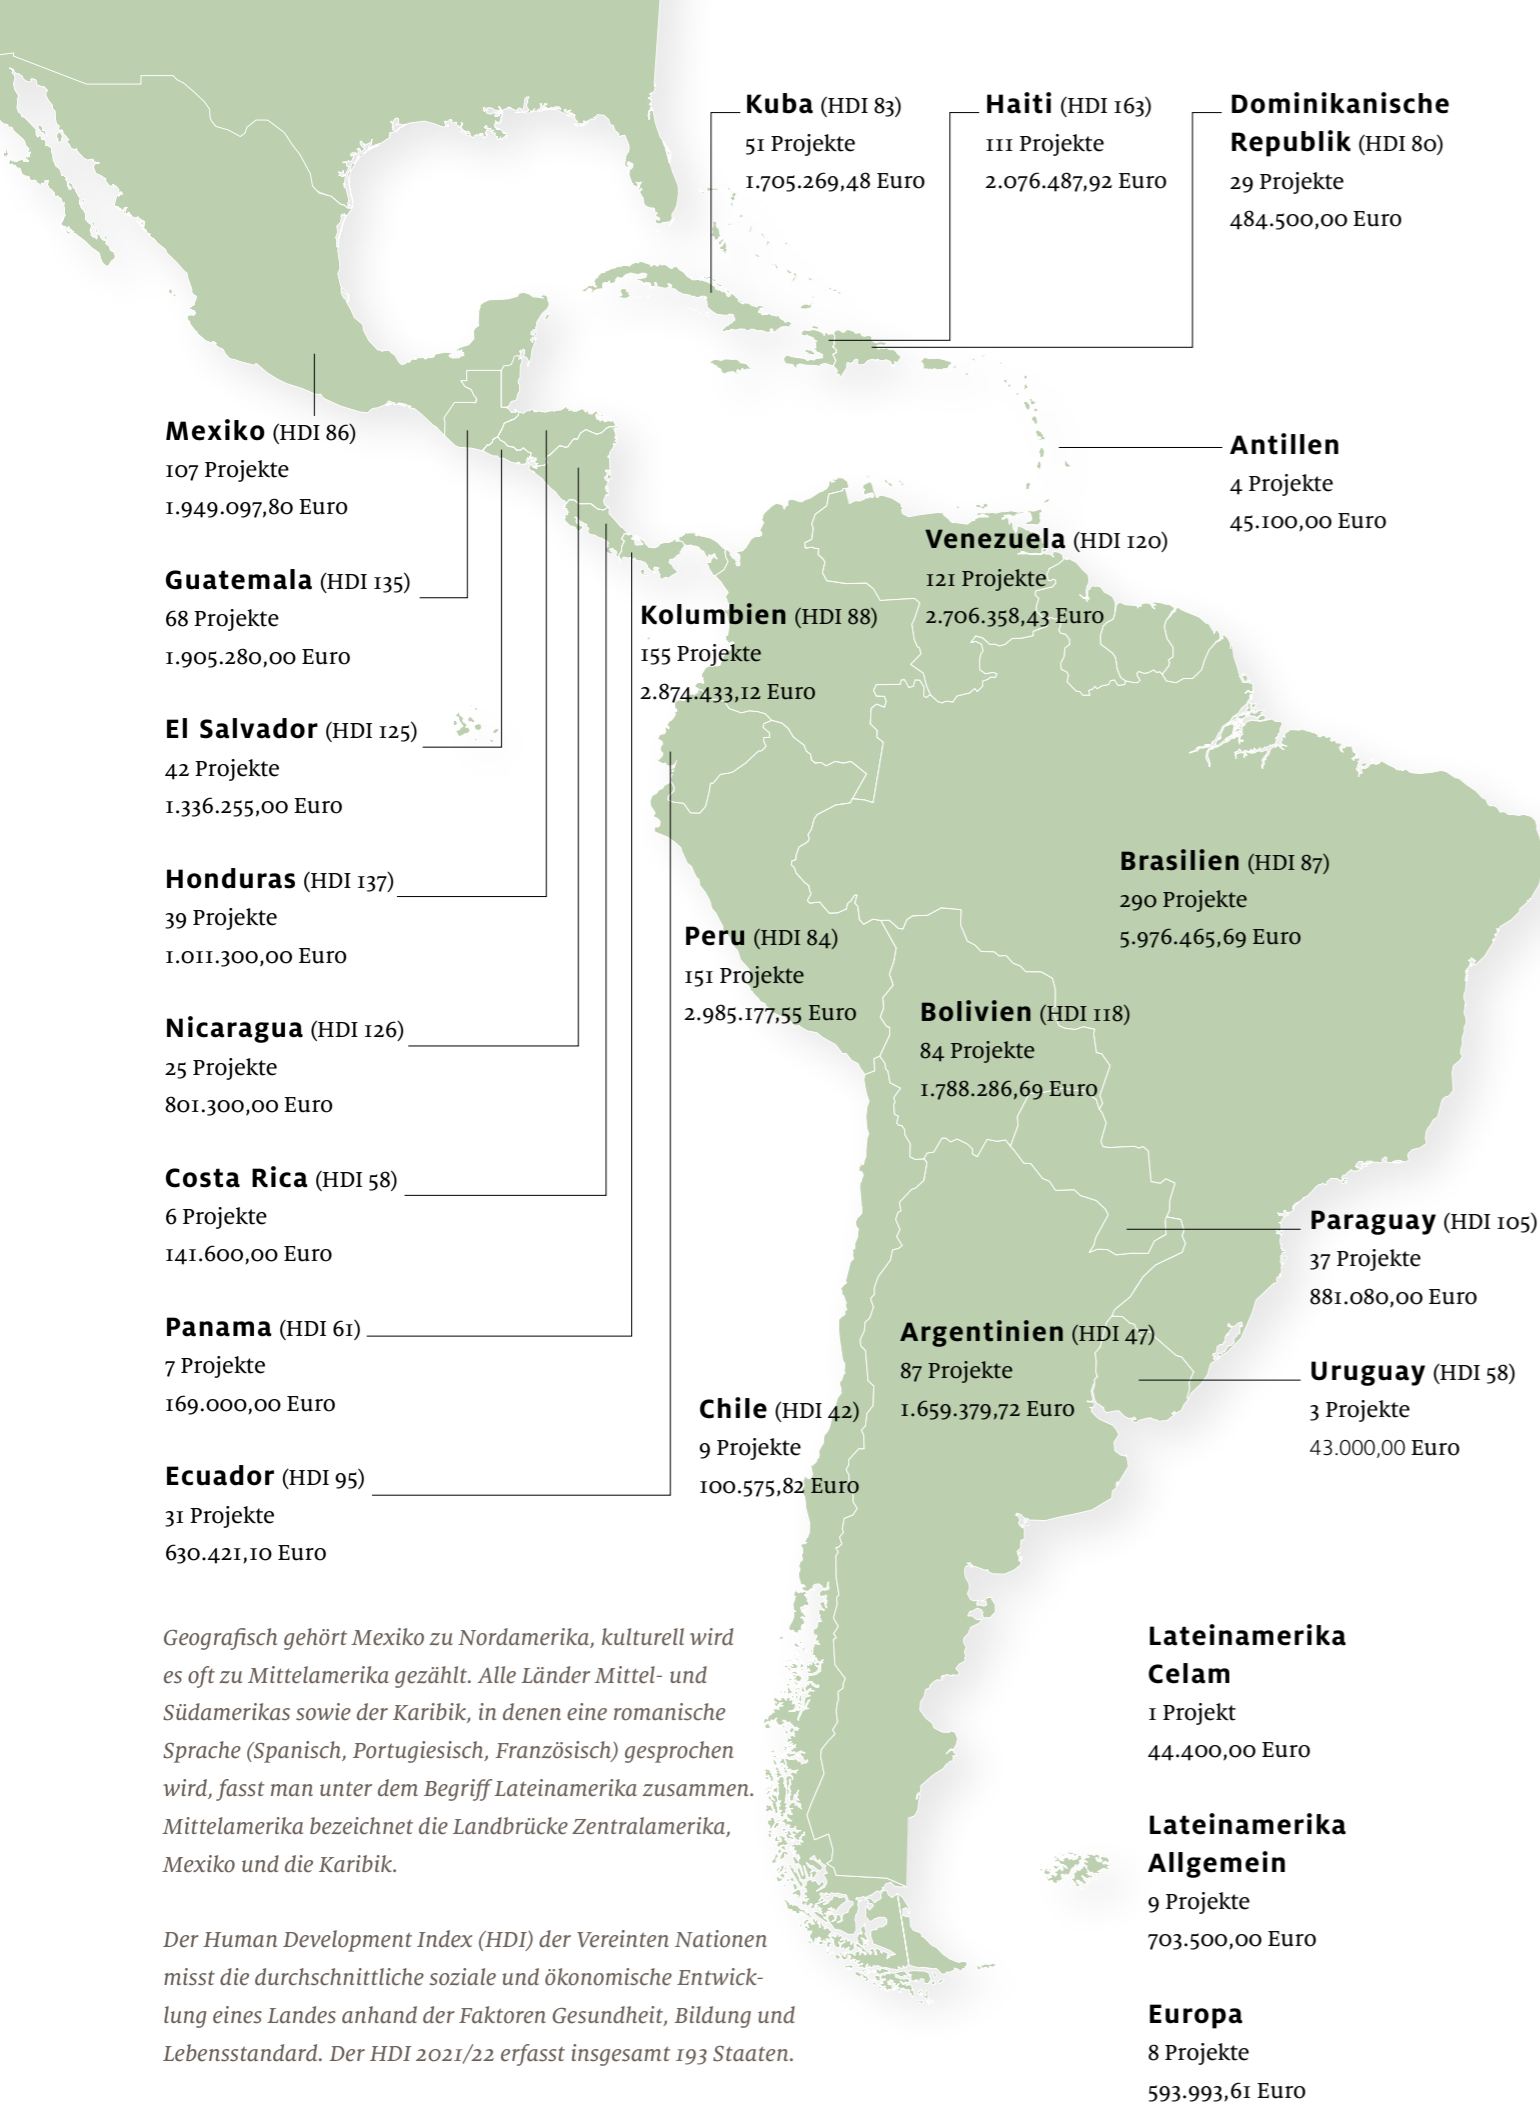 Kuba (HDI 83)
51 Projekte
1.705.269,48 Euro
Haiti (HDI 163)
111 Projekte
2.076.487,92 Euro
Dominikanische
Republik (HDI 80)
29 Projekte
484.500,00 Euro
Mexiko (HDI 86)
107 Projekte
1.949.097,80 Euro
Antillen
4 Projekte
45.100,00 Euro
Guatemala (HDI 135)
68 Projekte
1.905.280,00 Euro
Venezuela (HDI 120)
121 Projekte
2.706.358,43 Euro
Kolumbien (HDI 88)
155 Projekte
2.874.433,12 Euro
El Salvador (HDI 125)
42 Projekte
1.336.255,00 Euro
Honduras (HDI 137)
39 Projekte
1.011.300,00 Euro
Brasilien (HDI 87)
290 Projekte
5.976.465,69 Euro
Peru (HDI 84)
151 Projekte
2.985.177,55 Euro
Bolivien (HDI 118)
84 Projekte
1.788.286,69 Euro
Nicaragua (HDI 126)
25 Projekte
801.300,00 Euro
Costa Rica (HDI 58)
6 Projekte
141.600,00 Euro
Paraguay (HDI 105)
37 Projekte
881.080,00 Euro
Panama (HDI 61)
7 Projekte
169.000,00 Euro
Argentinien (HDI 47)
87 Projekte
1.659.379,72 Euro
Uruguay (HDI 58)
3 Projekte
43.000,00 Euro
Chile (HDI 42)
9 Projekte
100.575,82 Euro
Ecuador (HDI 95)
31 Projekte
630.421,10 Euro
Geografisch gehört Mexiko zu Nordamerika, kulturell wird
es oft zu Mittelamerika gezählt. Alle Länder Mittel- und
Südamerikas sowie der Karibik, in denen eine romanische
Sprache (Spanisch, Portugiesisch, Französisch) gesprochen
wird, fasst man unter dem Begriff Lateinamerika zusammen.
Mittelamerika bezeichnet die Landbrücke Zentralamerika,
Mexiko und die Karibik.
Der Human Development Index (HDI) der Vereinten Nationen
misst die durchschnittliche soziale und ökonomische Entwick-
lung eines Landes anhand der Faktoren Gesundheit, Bildung und
Lebensstandard. Der HDI 2021/22 erfasst insgesamt 193 Staaten.
Lateinamerika
Celam
1 Projekt
44.400,00 Euro
Lateinamerika
Allgemein
9 Projekte
703.500,00 Euro
Europa
8 Projekte
593.993,61 Euro